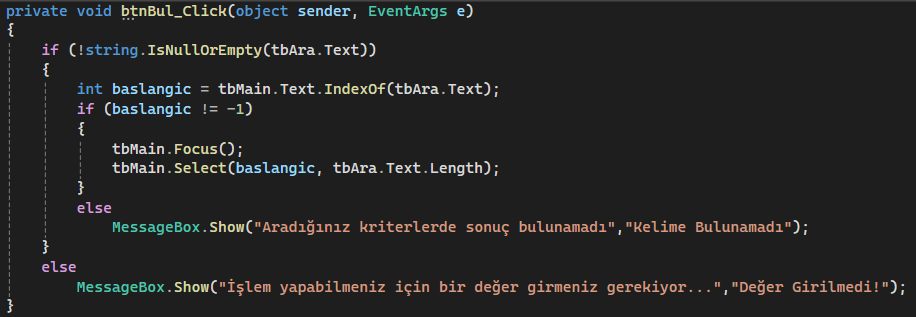 private void btnBul_Click(object sender, EventArgs e)
{
if (!string.IsNullOrEmpty(tbAra.Text))
{
int baslangic = tbMain.Text.IndexOf(tbAra.Text);
if (baslangic != -1)
{
tbMain.Focus();
tbMain.Select(baslangic, tbAra.Text.Length);
}
else
MessageBox.Show("Aradığınız kriterlerde sonuç bulunamadı","Kelime Bulunamadı");
}
else
MessageBox.Show("İşlem yapabilmeniz için bir değer girmeniz gerekiyor...","Değer Girilmedi!");
}